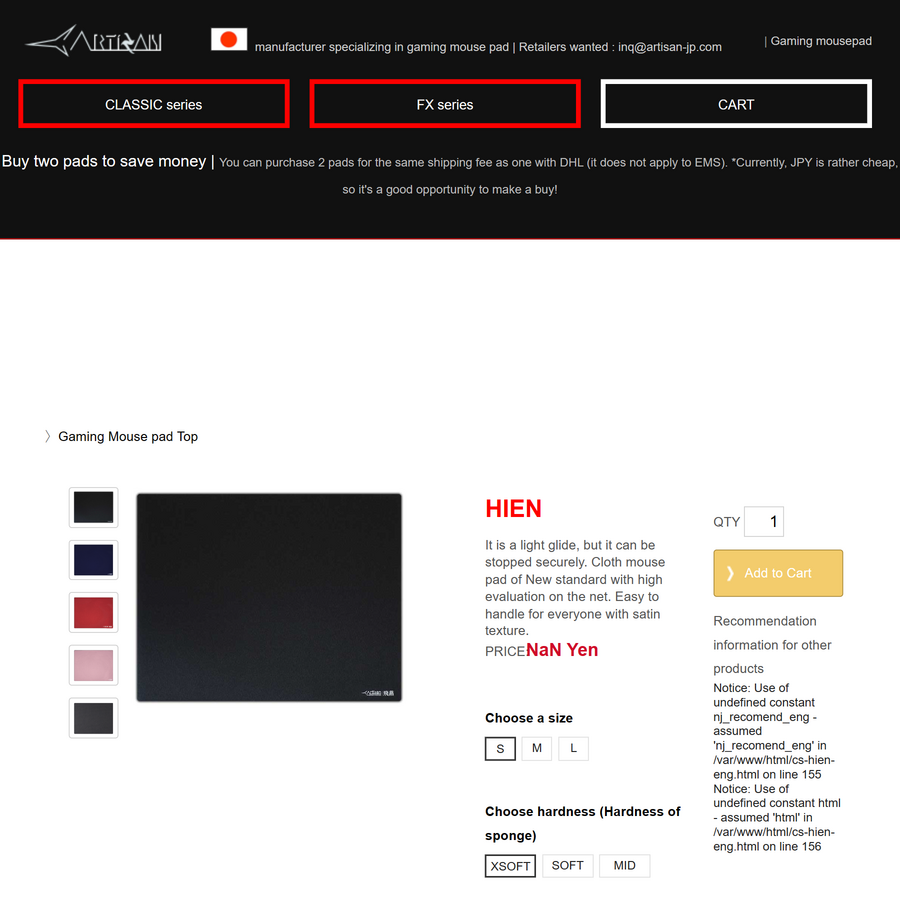 ARTISAN
manufacturer specializing in gaming mouse pad | Retailers wanted : inq@artisan-jp.com
| Gaming mousepad
CLASSIC series
FX series
CART
Buy two pads to save money | You can purchase 2 pads for the same shipping fee as one with DHL (it does not apply to EMS). *Currently, JPY is rather cheap,
so it's a good opportunity to make a buy!
〉 Gaming Mouse pad Top
HIEN
It is a light glide, but it can be
stopped securely. Cloth mouse
pad of New standard with high
evaluation on the net. Easy to
handle for everyone with satin
texture.
PRICENaN Yen
Choose a size
S
M
L
Choose hardness (Hardness of
sponge)
XSOFT
SOFT
MID
QTY 1
❯ Add to Cart
Recommendation
information for other
products
Notice: Use of
undefined constant
nj_recomend_eng -
assumed
'nj_recomend_eng' in
/var/www/html/cs-hien-
eng.html on line 155
Notice: Use of
undefined constant html
- assumed 'html' in
/var/www/html/cs-hien-
eng.html on line 156